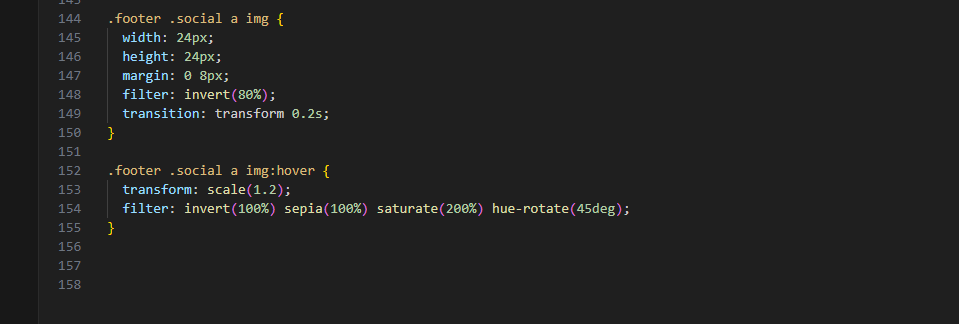 143
144 .footer .social a img {
145 width: 24px;
146 height: 24px;
147 margin: 0 8px;
148 filter: invert(80%);
149 transition: transform 0.2s;
150 }
151
152 .footer .social a img:hover {
153 transform: scale(1.2);
154 filter: invert(100%) sepia(100%) saturate(200%) hue-rotate(45deg);
155 }
156
157
158